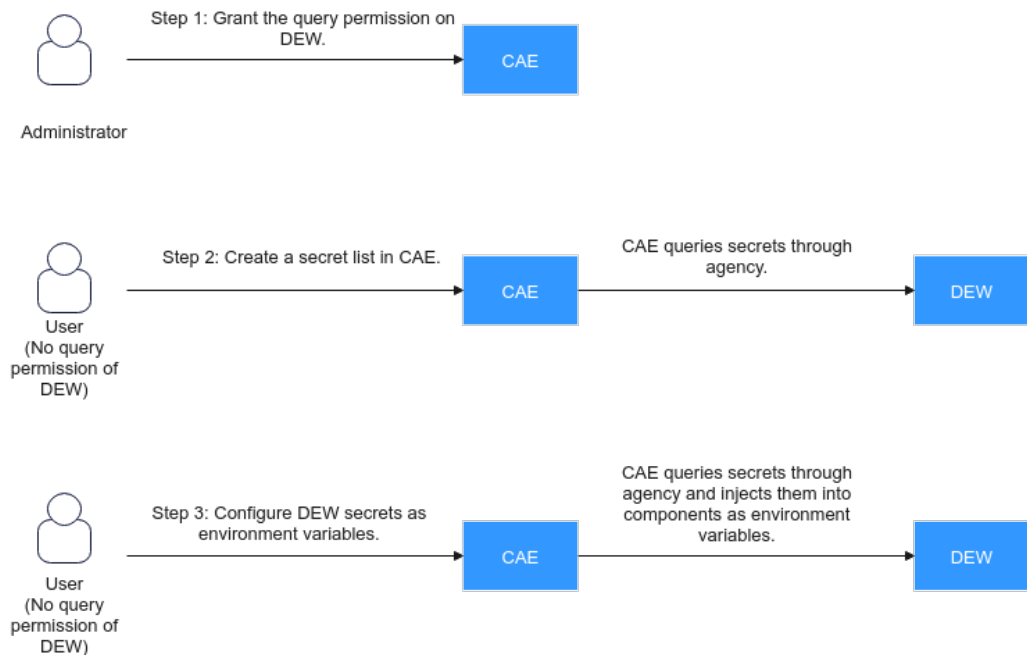 Step 1: Grant the query permission on
DEW.
CAE
Administrator
Step 2: Create a secret list in CAE.
CAE queries secrets through
agency.
CAE
DEW
User
(No query
permission of
DEW)
CAE queries secrets through
agency and injects them into
components as environment
variables.
Step 3: Configure DEW secrets as
environment variables.
CAE
DEW
User
(No query
permission of
DEW)